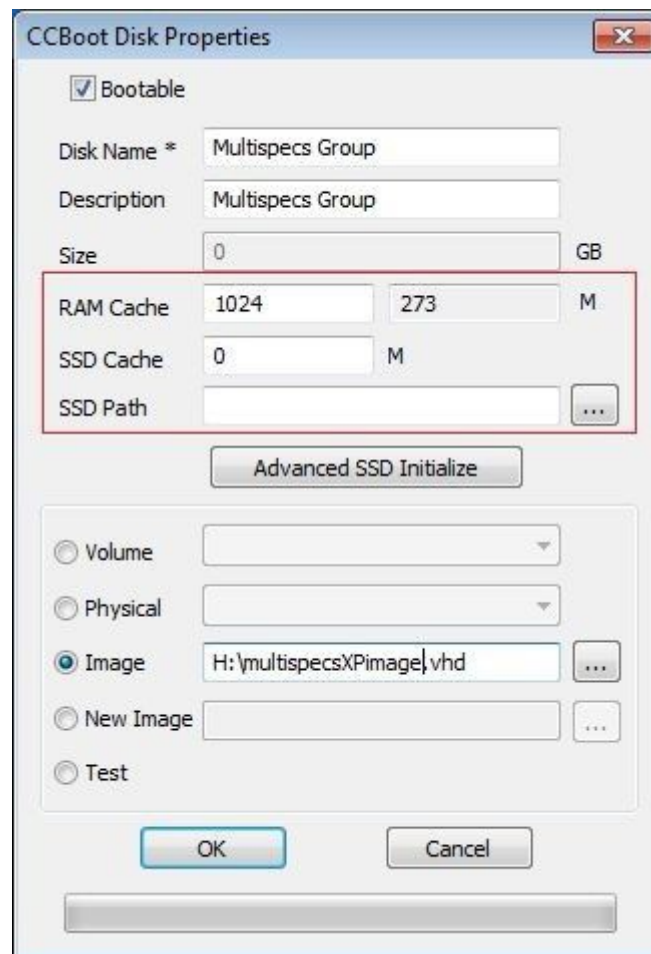 CCBoot Disk Properties
Bootable
Disk Name * Multispecs Group
Description Multispecs Group
Size 0 GB
RAM Cache 1024 273 M
SSD Cache 0 M
SSD Path ...
Advanced SSD Initialize
Volume
Physical
Image H:\multispecsXPimage.vhd ...
New Image ...
Test
OK Cancel